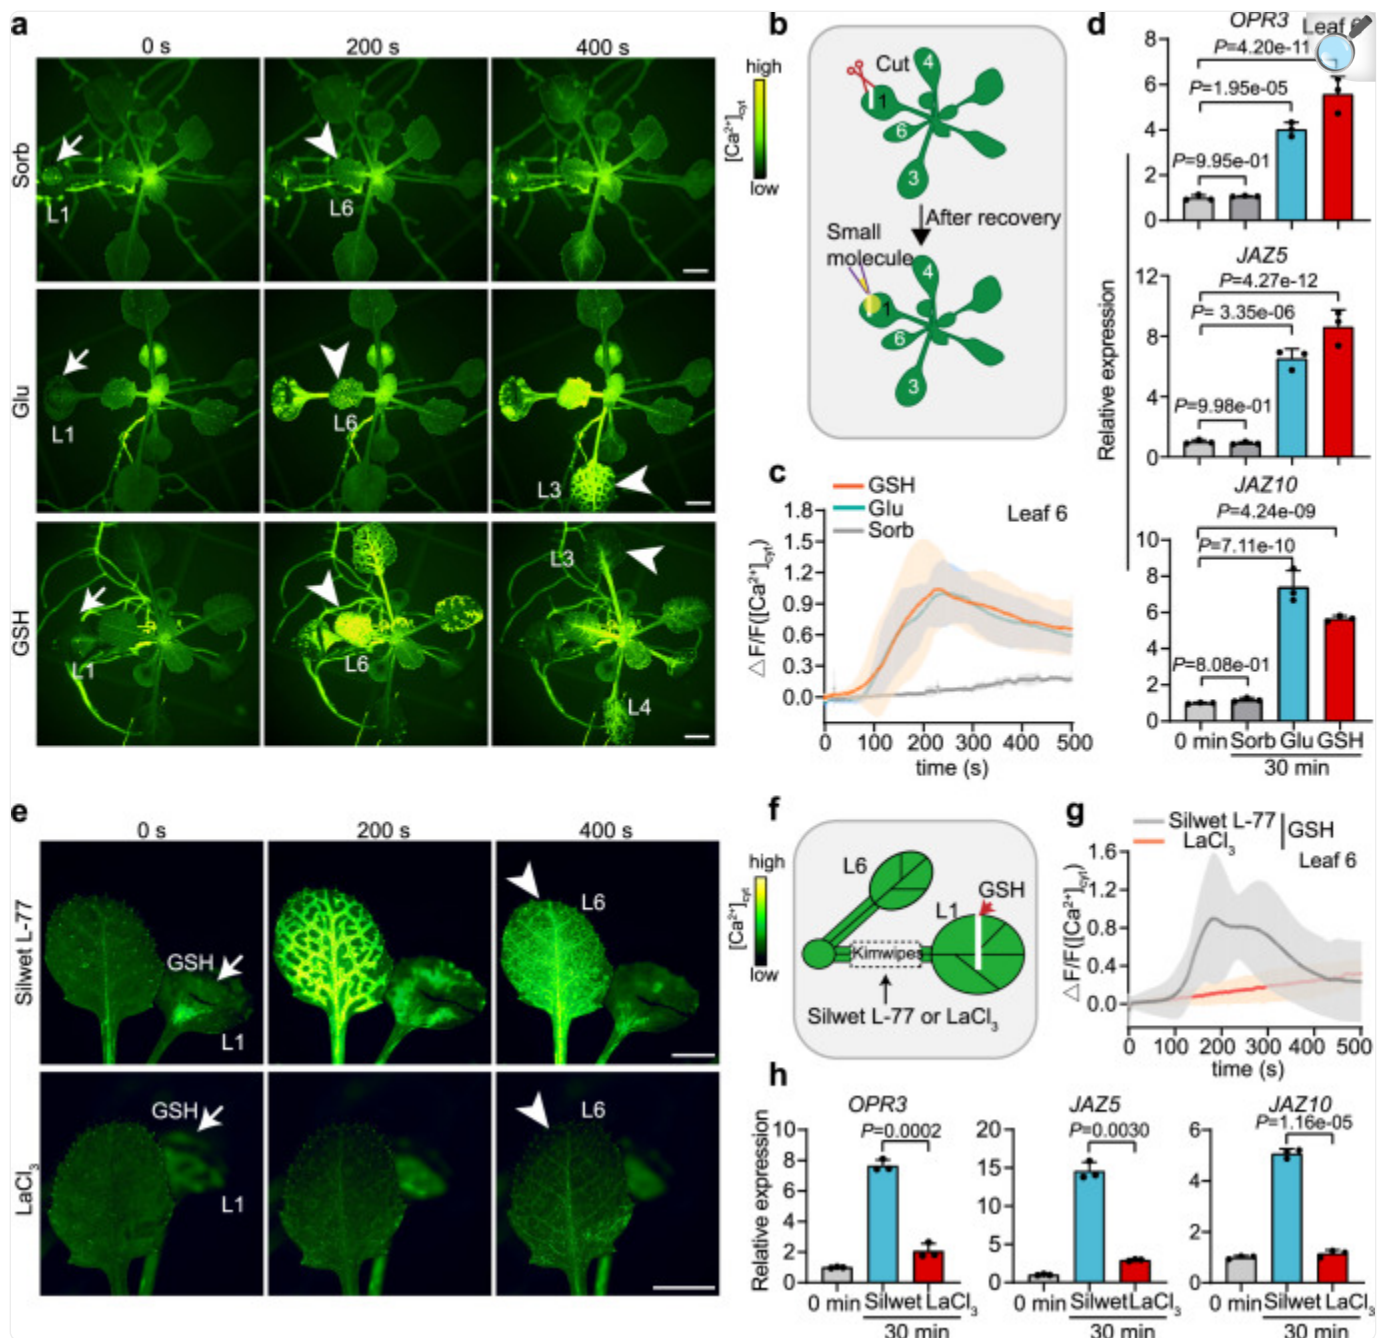 a
0 s
200 s
400 s
Sorb
L1
L6
Glu
L1
L6
L3
GSH
L1
L6
L3
L4
high
[Ca²⁺]cyt
low
b
Cut
4
1
6
3
After recovery
Small
molecule
4
1
6
3
c
GSH
Glu
Sorb
Leaf 6
△F/F([Ca²⁺]cyt)
1.8
1.5
1.2
0.9
0.6
0.3
0.0
0 100 200 300 400 500
time (s)
d
OPR3
Leaf
P=4.20e-11
P=1.95e-05
P=9.95e-01
8
6
4
2
0
Relative expression
JAZ5
P=4.27e-12
P= 3.35e-06
P=9.98e-01
12
8
4
0
JAZ10
P=4.24e-09
P=7.11e-10
P=8.08e-01
10
8
6
4
2
0
0 min Sorb Glu GSH
30 min
e
0 s
200 s
400 s
Silwet L-77
GSH
L1
L6
LaCl₃
GSH
L1
L6
high
[Ca²⁺]cyt
low
f
L6
L1
GSH
Kimwipes
Silwet L-77 or LaCl₃
g
Silwet L-77
LaCl₃
GSH
Leaf 6
△F/F([Ca²⁺]cyt)
1.6
1.2
0.8
0.4
0.0
0 100 200 300 400 500
time (s)
h
Relative expression
OPR3
P=0.0002
10
8
6
4
2
0
0 min Silwet LaCl₃
30 min
JAZ5
P=0.0030
20
15
10
5
0
0 min Silwet LaCl₃
30 min
JAZ10
P=1.16e-05
6
4
2
0
0 min Silwet LaCl₃
30 min